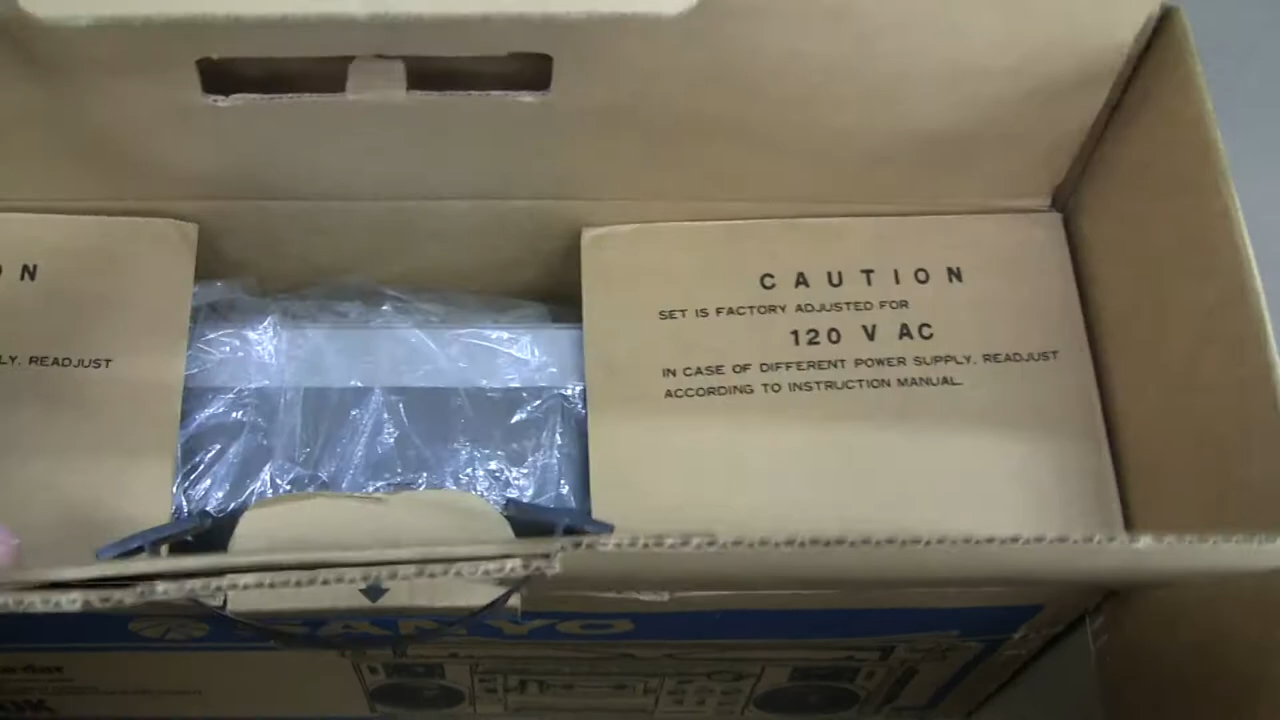 O N
LY. READJUST
C A U T I O N
SET IS FACTORY ADJUSTED FOR
120 V AC
IN CASE OF DIFFERENT POWER SUPPLY. READJUST
ACCORDING TO INSTRUCTION MANUAL.
SANYO